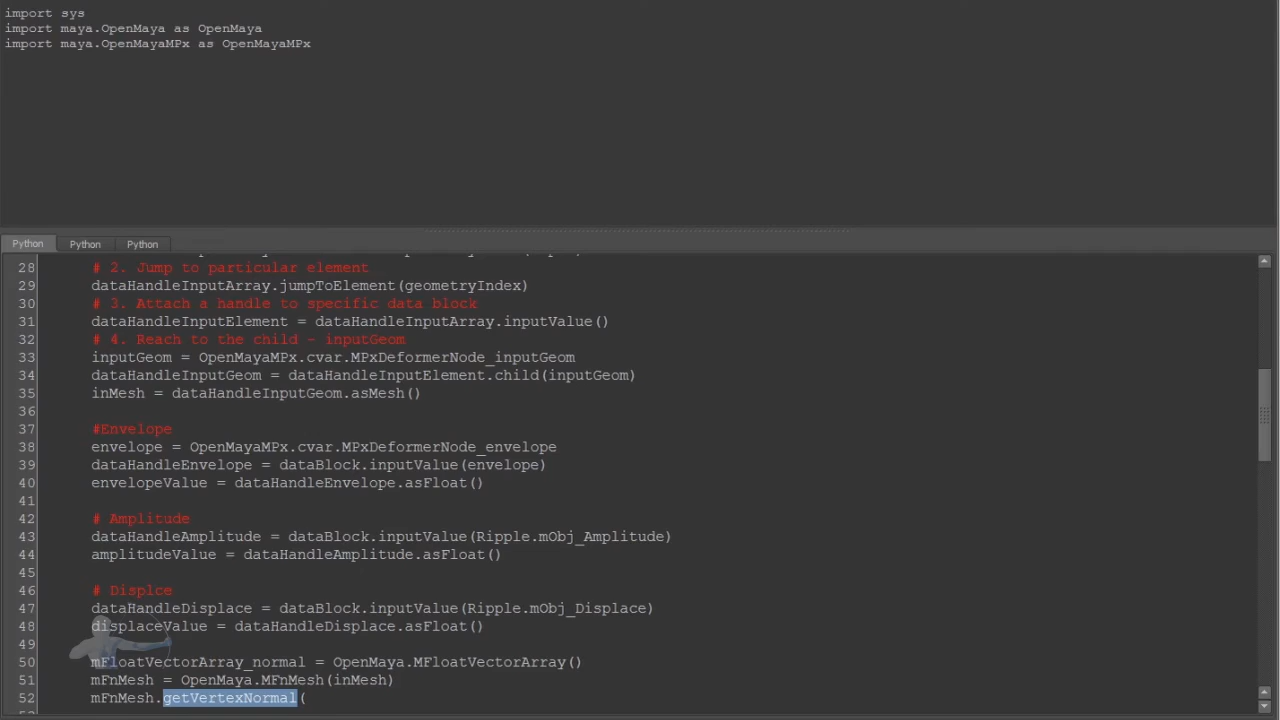 import sys
import maya.OpenMaya as OpenMaya
import maya.OpenMayaMPx as OpenMayaMPx
Python Python Python
28 # 2. Jump to particular element
29 dataHandleInputArray.jumpToElement(geometryIndex)
30 # 3. Attach a handle to specific data block
31 dataHandleInputElement = dataHandleInputArray.inputValue()
32 # 4. Reach to the child - inputGeom
33 inputGeom = OpenMayaMPx.cvar.MPxDeformerNode_inputGeom
34 dataHandleInputGeom = dataHandleInputElement.child(inputGeom)
35 inMesh = dataHandleInputGeom.asMesh()
36
37 #Envelope
38 envelope = OpenMayaMPx.cvar.MPxDeformerNode_envelope
39 dataHandleEnvelope = dataBlock.inputValue(envelope)
40 envelopeValue = dataHandleEnvelope.asFloat()
41
42 # Amplitude
43 dataHandleAmplitude = dataBlock.inputValue(Ripple.mObj_Amplitude)
44 amplitudeValue = dataHandleAmplitude.asFloat()
45
46 # Displce
47 dataHandleDisplace = dataBlock.inputValue(Ripple.mObj_Displace)
48 displaceValue = dataHandleDisplace.asFloat()
49
50 mFloatVectorArray_normal = OpenMaya.MFloatVectorArray()
51 mFnMesh = OpenMaya.MFnMesh(inMesh)
52 mFnMesh.getVertexNormal(